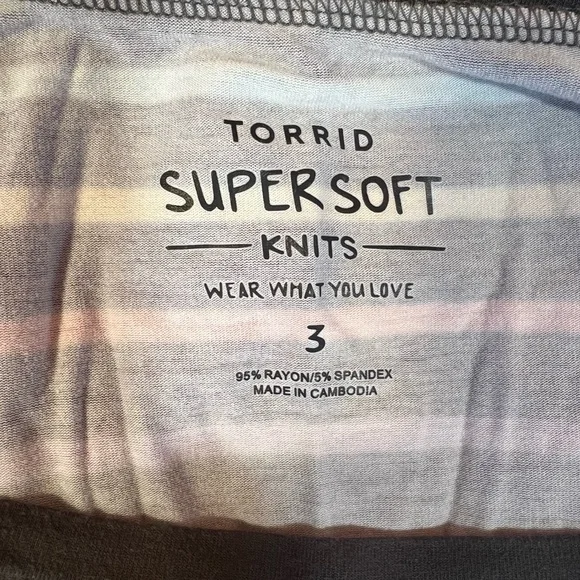 TORRID
SUPER SOFT
KNITS
WEAR WHAT YOU LOVE
3
95% RAYON/5% SPANDEX
MADE IN CAMBODIA